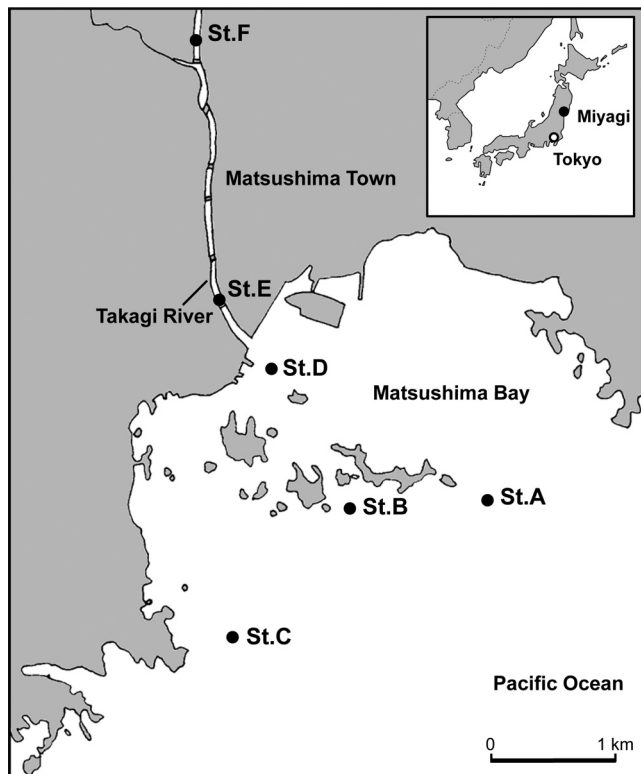 St.F
Miyagi
Tokyo
Matsushima Town
St.E
Takagi River
St.D
Matsushima Bay
St.A
St.B
St.C
Pacific Ocean
0 1 km